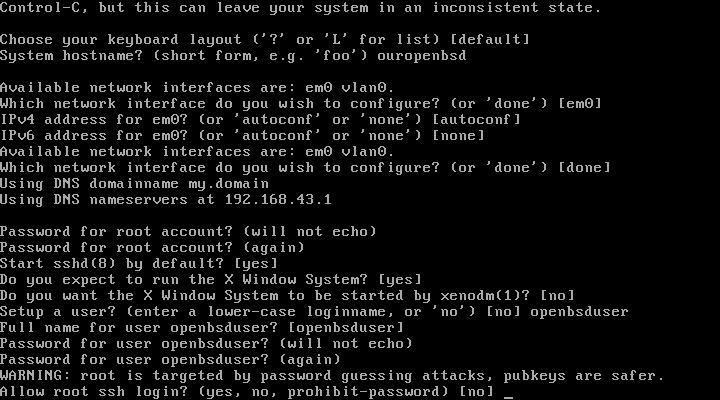 Control-C, but this can leave your system in an inconsistent state.

Choose your keyboard layout ('?' or 'L' for list) [default]
System hostname? (short form, e.g. 'foo') ouropenbsd

Available network interfaces are: em0 vlan0.
Which network interface do you wish to configure? (or 'done') [em0]
IPv4 address for em0? (or 'autoconf' or 'none') [autoconf]
IPv6 address for em0? (or 'autoconf' or 'none') [none]
Available network interfaces are: em0 vlan0.
Which network interface do you wish to configure? (or 'done') [done]
Using DNS domainname my.domain
Using DNS nameservers at 192.168.43.1

Password for root account? (will not echo)
Password for root account? (again)
Start sshd(8) by default? [yes]
Do you expect to run the X Window System? [yes]
Do you want the X Window System to be started by xenodm(1)? [no]
Setup a user? (enter a lower-case loginname, or 'no') [no] openbsduser
Full name for user openbsduser? [openbsduser]
Password for user openbsduser? (will not echo)
Password for user openbsduser? (again)
WARNING: root is targeted by password guessing attacks, pubkeys are safer.
Allow root ssh login? (yes, no, prohibit-password) [no] _